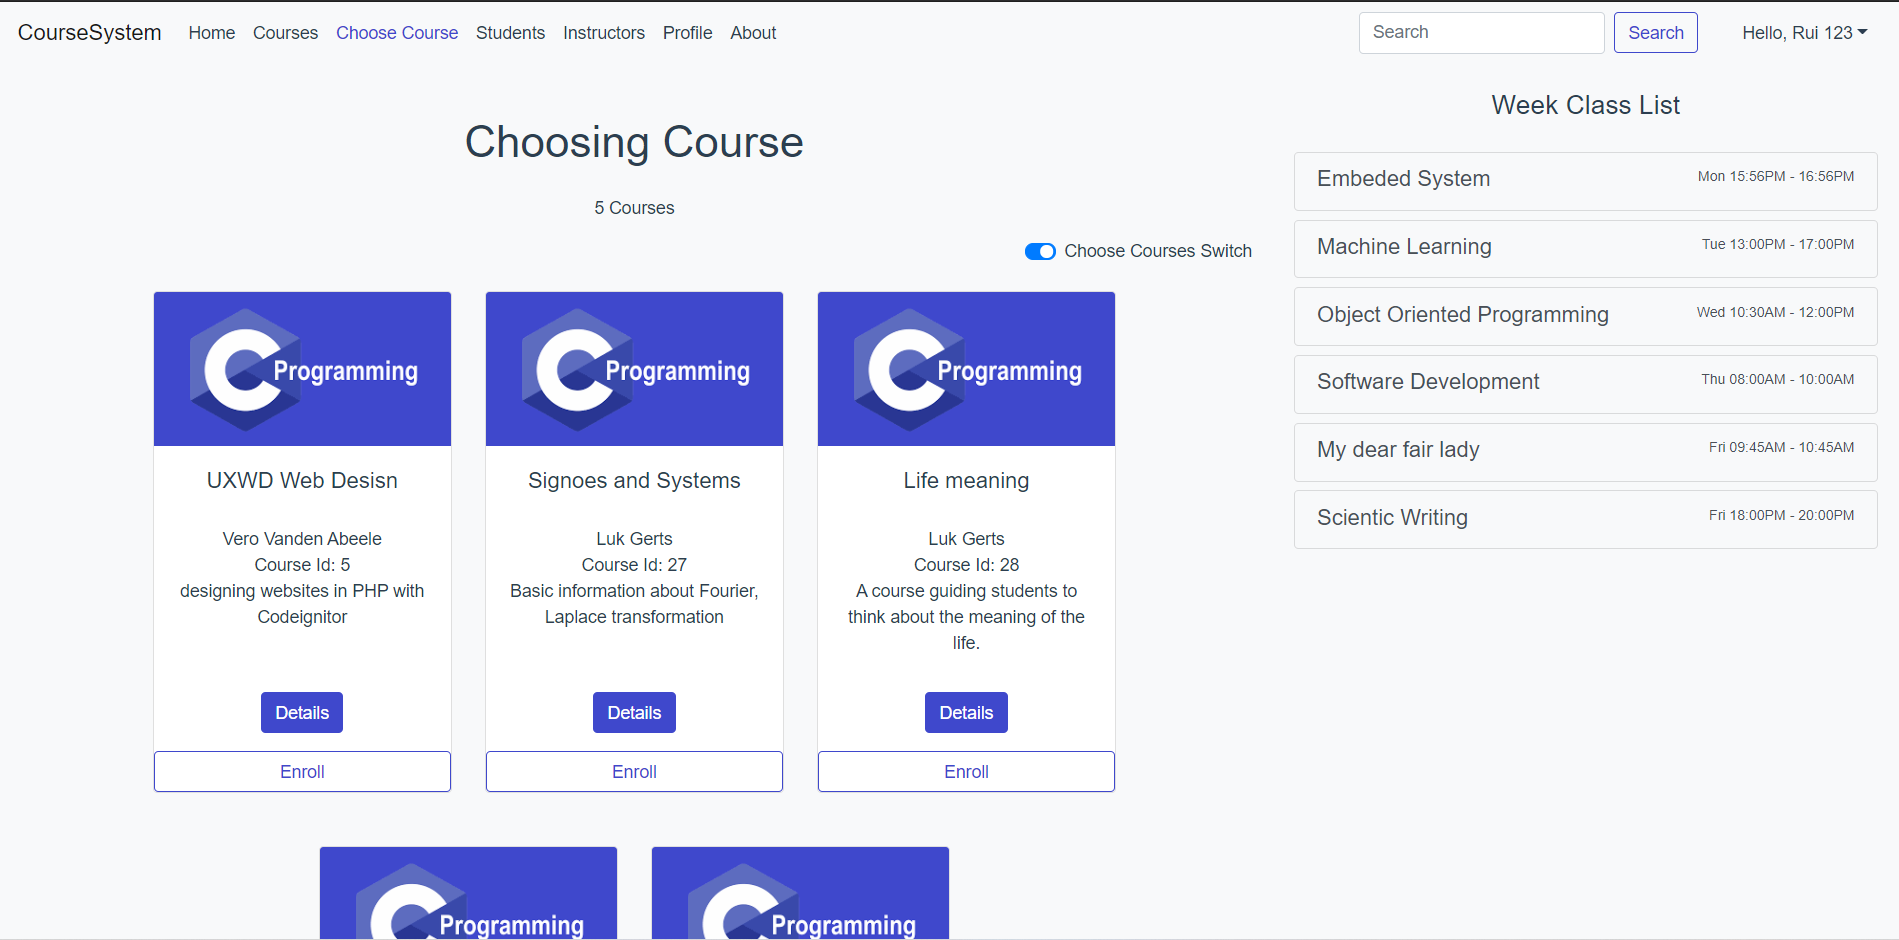 CourseSystem Home Courses Choose Course Students Instructors Profile About Search Search Hello, Rui 123
Choosing Course
5 Courses
Choose Courses Switch
C Programming
UXWD Web Desisn
Vero Vanden Abeele
Course Id: 5
designing websites in PHP with
Codeignitor
Details
Enroll
C Programming
Signoes and Systems
Luk Gerts
Course Id: 27
Basic information about Fourier,
Laplace transformation
Details
Enroll
C Programming
Life meaning
Luk Gerts
Course Id: 28
A course guiding students to
think about the meaning of the
life.
Details
Enroll
C Programming
C Programming
Week Class List
Embeded System Mon 15:56PM - 16:56PM
Machine Learning Tue 13:00PM - 17:00PM
Object Oriented Programming Wed 10:30AM - 12:00PM
Software Development Thu 08:00AM - 10:00AM
My dear fair lady Fri 09:45AM - 10:45AM
Scientic Writing Fri 18:00PM - 20:00PM